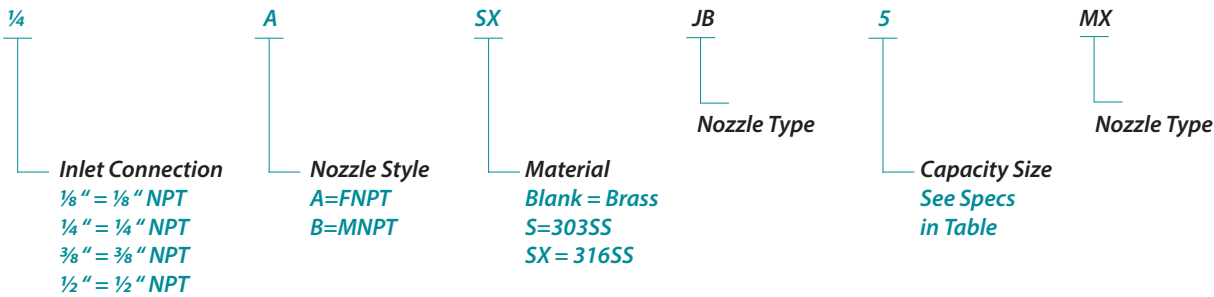 ¼ A SX JB 5 MX
Nozzle Type Nozzle Type
Inlet Connection Nozzle Style Material Capacity Size
⅛ “ = ⅛ “ NPT A=FNPT Blank = Brass See Specs
¼ “ = ¼ “ NPT B=MNPT S=303SS in Table
⅜ “ = ⅜ “ NPT SX = 316SS
½ “ = ½ “ NPT